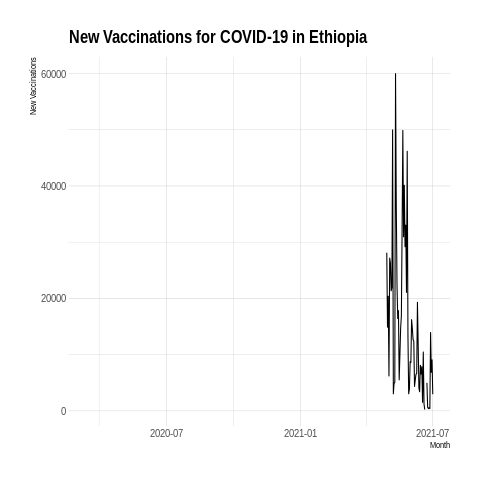 New Vaccinations for COVID-19 in Ethiopia
New Vaccinations
60000
40000
20000
0
2020-07
2021-01
2021-07
Month